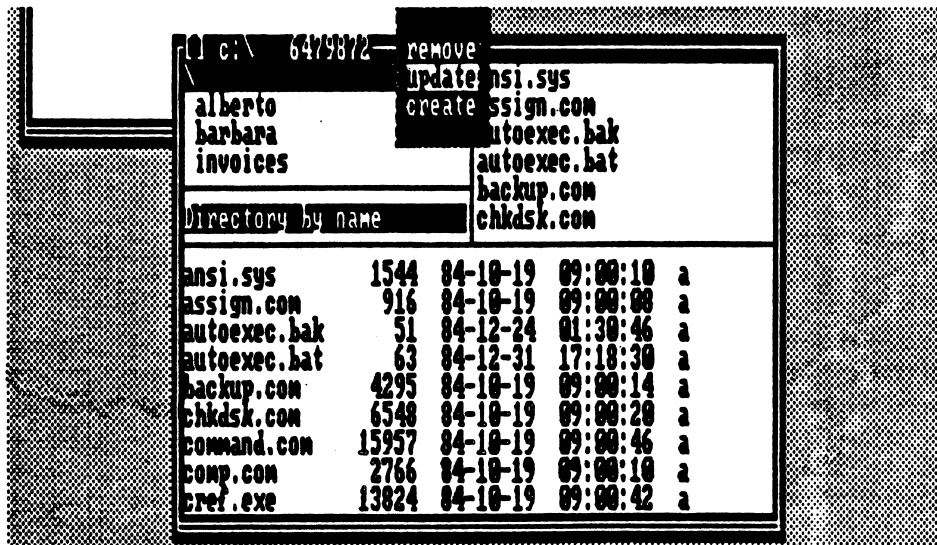 [] c:\ 6479872
\
alberto
barbara
invoices
remove
update
create
ansi.sys
assign.com
autoexec.bak
autoexec.bat
backup.com
chkdsk.com
Directory by name
ansi.sys 1544 84-10-19 09:00:10 a
assign.com 916 84-10-19 09:00:08 a
autoexec.bak 51 84-12-24 01:30:46 a
autoexec.bat 63 84-12-31 17:18:30 a
backup.com 4295 84-10-19 09:00:14 a
chkdsk.com 6548 84-10-19 09:00:20 a
command.com 15957 84-10-19 09:00:46 a
comp.com 2766 84-10-19 09:00:10 a
cref.exe 13824 84-10-19 09:00:42 a